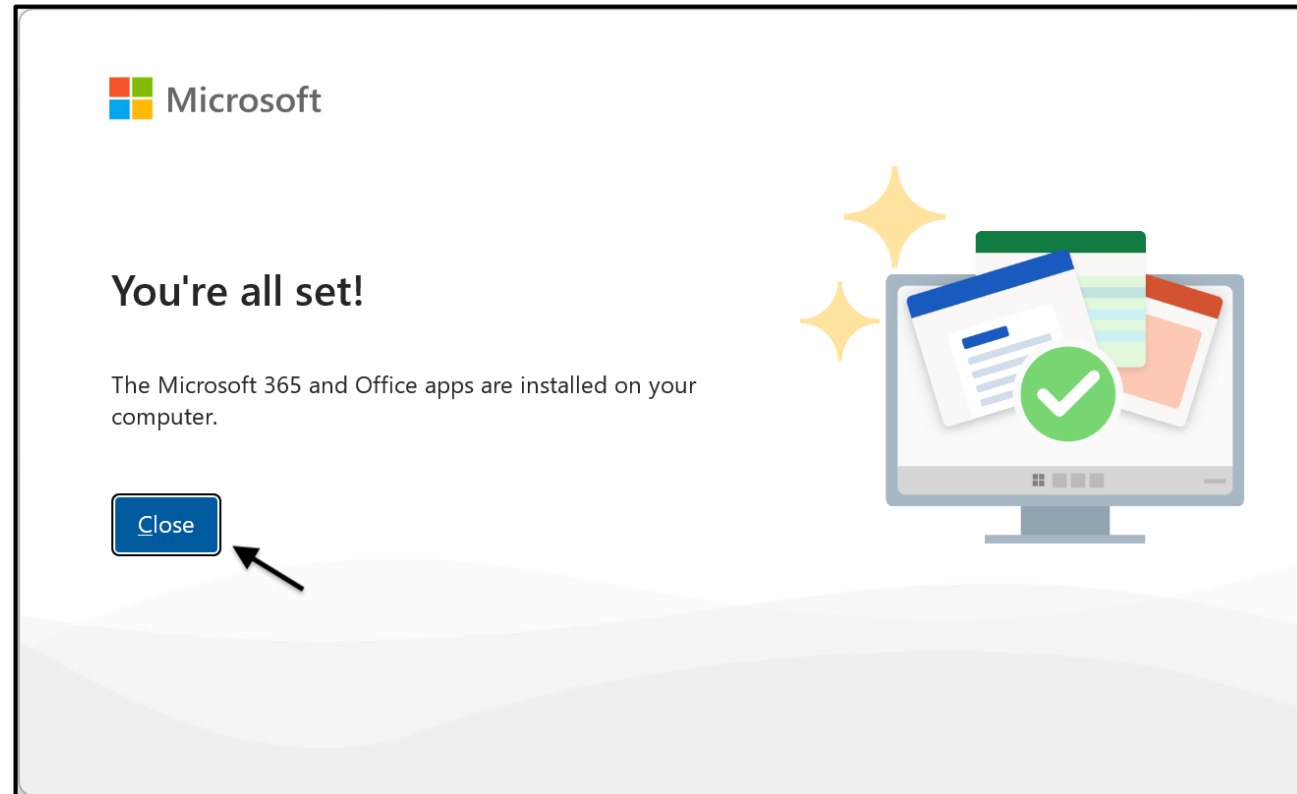 Microsoft
You're all set!
The Microsoft 365 and Office apps are installed on your
computer.
Close